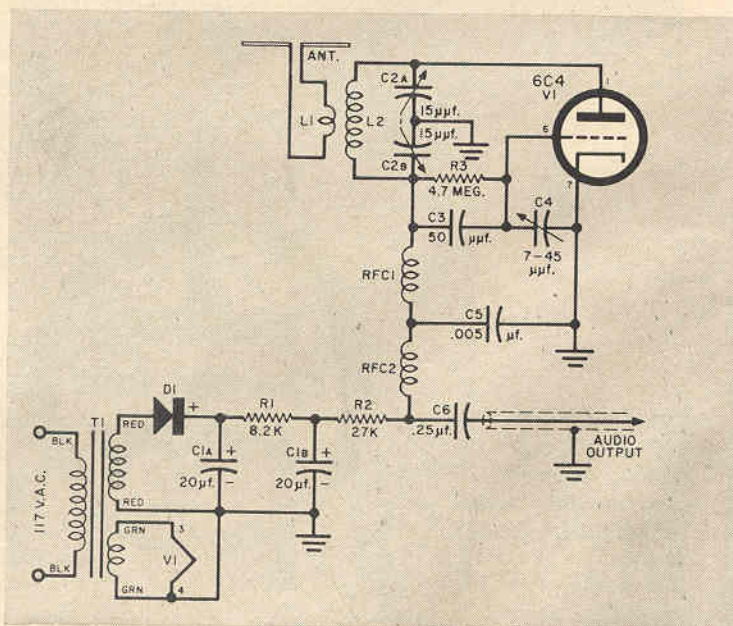 ANT.
L1
L2
C2A
15μμf.
15μμf.
C2B
6C4
V1
1
6
7
R3
4.7 MEG.
C3
50 μμf.
C4
7-45
μμf.
RFC1
C5
.005 μf.
RFC2
D1
+
R1
8.2K
R2
27K
C6
.25μf.
AUDIO
OUTPUT
117 V.A.C.
BLK
BLK
T1
RED
RED
C1A
+
20μf.
-
C1B
+
20μf.
-
GRN
GRN
3
V1
4